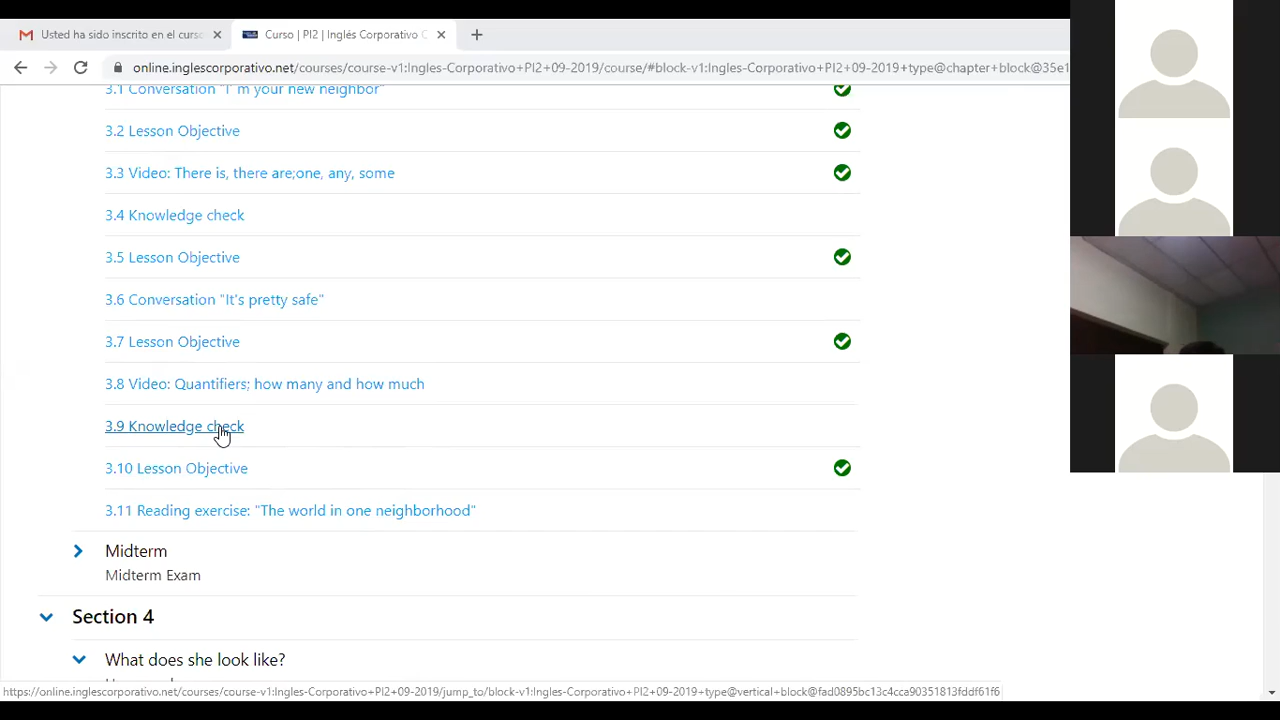 Usted ha sido inscrito en el curso
Curso | PI2 | Inglés Corporativo C
online.inglescorporativo.net/courses/course-v1:Ingles-Corporativo+PI2+09-2019/course/#block-v1:Ingles-Corporativo+PI2+09-2019+type@chapter+block@35e1
3.1 Conversation "I´m your new neighbor"
3.2 Lesson Objective
3.3 Video: There is, there are;one, any, some
3.4 Knowledge check
3.5 Lesson Objective
3.6 Conversation "It's pretty safe"
3.7 Lesson Objective
3.8 Video: Quantifiers; how many and how much
3.9 Knowledge check
3.10 Lesson Objective
3.11 Reading exercise: "The world in one neighborhood"
Midterm
Midterm Exam
Section 4
What does she look like?
https://online.inglescorporativo.net/courses/course-v1:Ingles-Corporativo+PI2+09-2019/jump_to/block-v1:Ingles-Corporativo+PI2+09-2019+type@vertical+block@fad0895bc13c4cca90351813fddf61f6